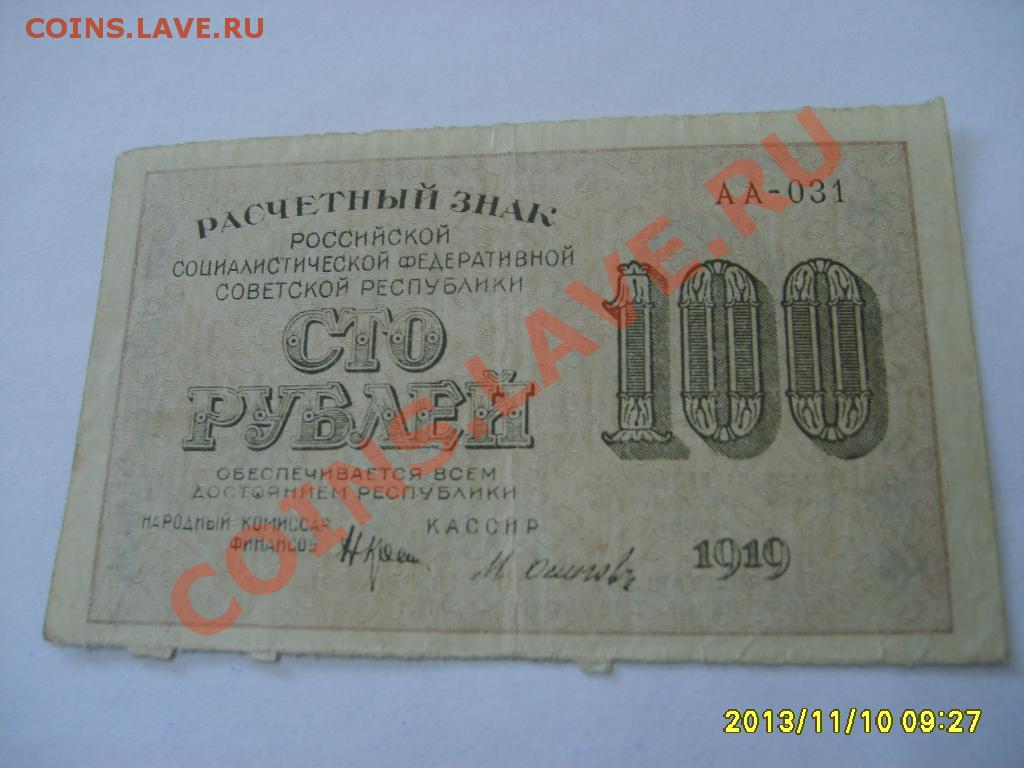 COINS.LAVE.RU
РАСЧЕТНЫЙ ЗНАК
АА-031
РОССИЙСКОЙ
СОЦИАЛИСТИЧЕСКОЙ ФЕДЕРАТИВНОЙ
СОВЕТСКОЙ РЕСПУБЛИКИ
СТО
РУБЛЕЙ
100
ОБЕСПЕЧИВАЕТСЯ ВСЕМ
ДОСТОЯНИЕМ РЕСПУБЛИКИ
НАРОДНЫЙ КОМИССАР
ФИНАНСОВ
КАССИР
1919
COINS.LAVE.RU
2013/11/10 09:27